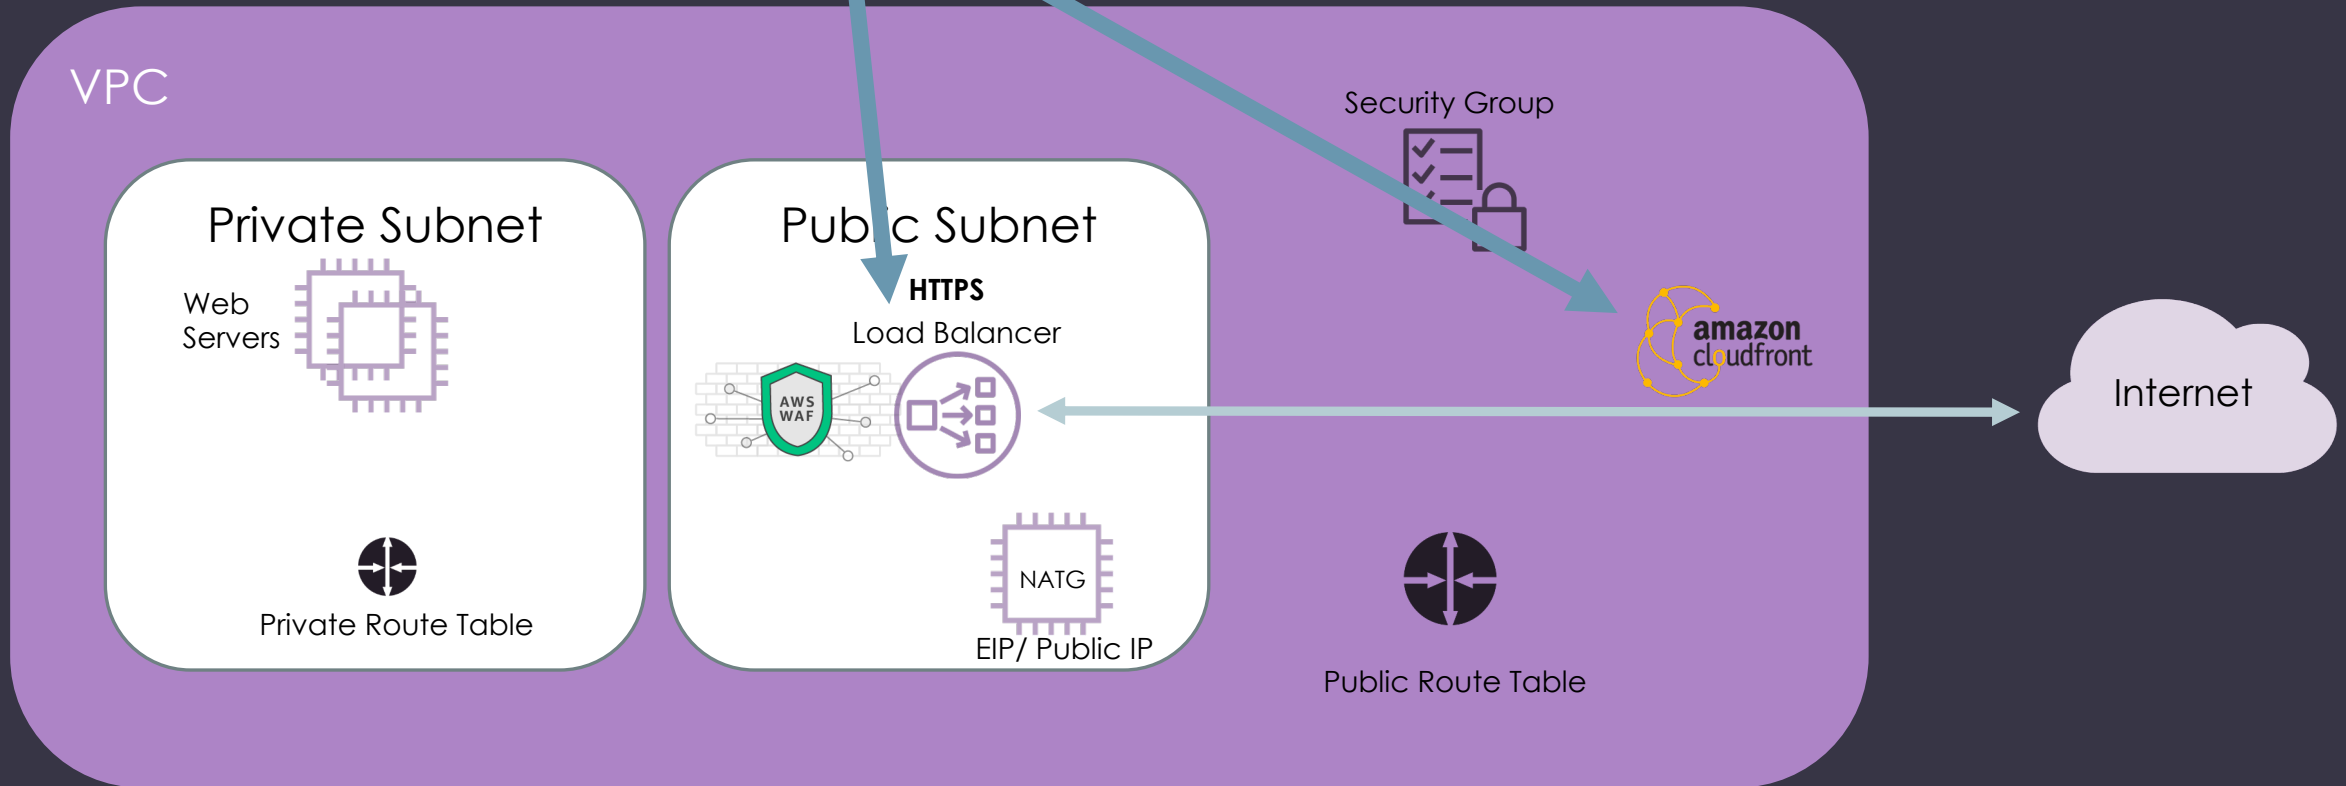 VPC
Security Group
Private Subnet
Public Subnet
Web
Servers
HTTPS
Load Balancer
AWS
WAF
amazon
cloudfront
Internet
NATG
EIP/ Public IP
Private Route Table
Public Route Table